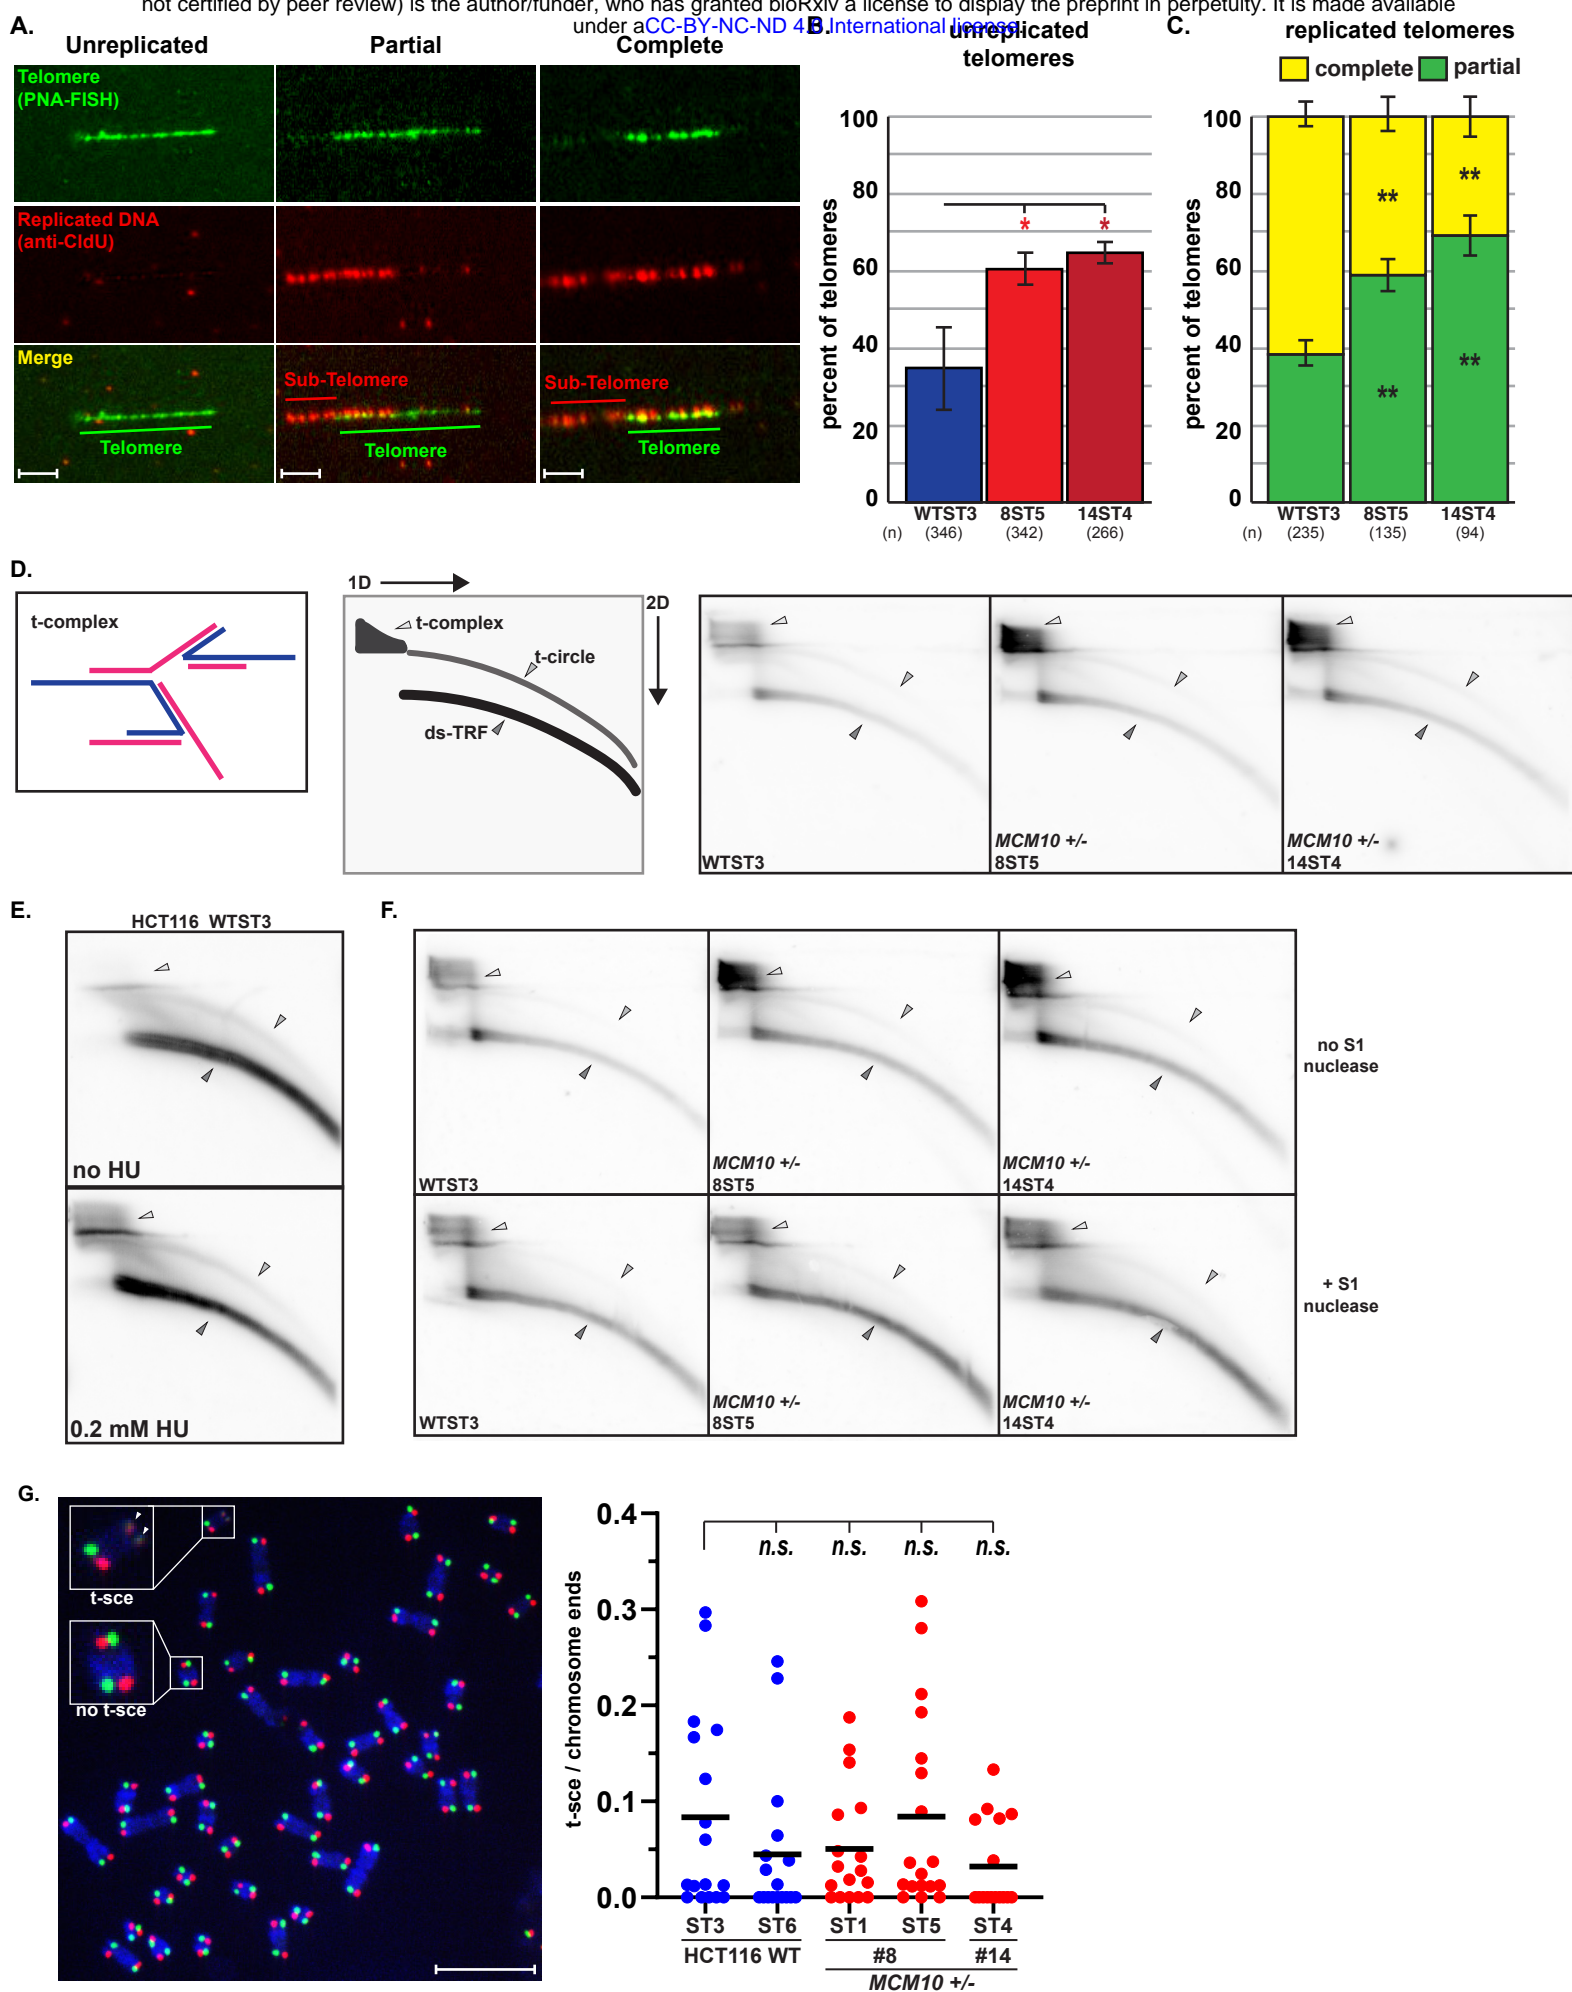 not certified by peer review) is the author/funder, who has granted bioRxiv a license to display the preprint in perpetuity. It is made available
under aCC-BY-NC-ND 4.0 International license.
A.
Unreplicated
Partial
Complete
Telomere
(PNA-FISH)
Replicated DNA
(anti-CldU)
Merge
Telomere
Sub-Telomere
Telomere
Sub-Telomere
Telomere
B.
unreplicated
telomeres
percent of telomeres
100
80
60
40
20
0
* *
WTST3 8ST5 14ST4
(n) (346) (342) (266)
C.
replicated telomeres
complete partial
percent of telomeres
100
80
60
40
20
0
** **
** **
WTST3 8ST5 14ST4
(n) (235) (135) (94)
D.
t-complex
1D
2D
t-complex
t-circle
ds-TRF
WTST3
MCM10 +/-
8ST5
MCM10 +/-
14ST4
E.
HCT116 WTST3
no HU
0.2 mM HU
F.
WTST3
MCM10 +/-
8ST5
MCM10 +/-
14ST4
no S1
nuclease
WTST3
MCM10 +/-
8ST5
MCM10 +/-
14ST4
+ S1
nuclease
G.
t-sce
no t-sce
t-sce / chromosome ends
0.4
0.3
0.2
0.1
0.0
n.s. n.s. n.s. n.s.
ST3 ST6 ST1 ST5 ST4
HCT116 WT #8 #14
MCM10 +/-